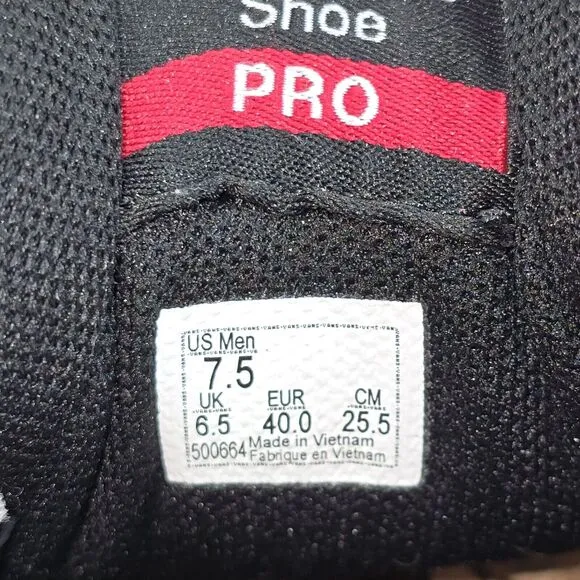 Shoe
PRO
US Men
7.5
UK EUR CM
6.5 40.0 25.5
500664 Made in Vietnam
Fabrique en Vietnam